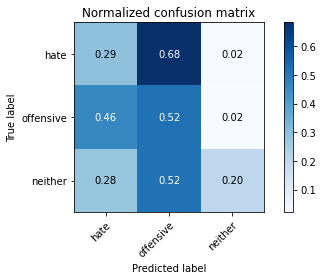 Normalized confusion matrix
True label
hate
0.29 0.68 0.02
offensive
0.46 0.52 0.02
neither
0.28 0.52 0.20
hate
offensive
neither
Predicted label
0.6
0.5
0.4
0.3
0.2
0.1